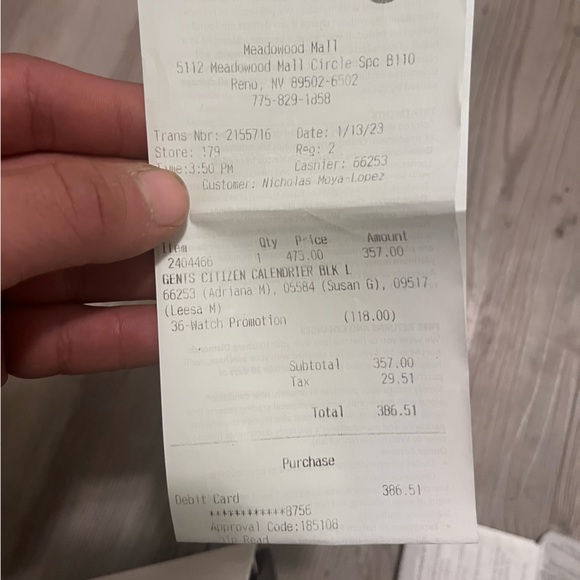 Meadowood Mall
5112 Meadowood Mall Circle Spc B110
Reno, NV 89502-6502
775-829-1858
Trans Nbr: 2155716 Date: 1/13/23
Store: 179 Reg: 2
:3:50 PM Cashier: 66253
Customer: Nicholas Moya-Lopez
Item Qty Price Amount
2404466 1 475.00 357.00
GENTS CITIZEN CALENDRIER BLK L
66253 (Adriana M), 05584 (Susan G), 09517
(Leesa M)
36-Watch Promotion (118.00)
Subtotal 357.00
Tax 29.51
Total 386.51
Purchase
Debit Card 386.51
************8756
Approval Code:185108
Read